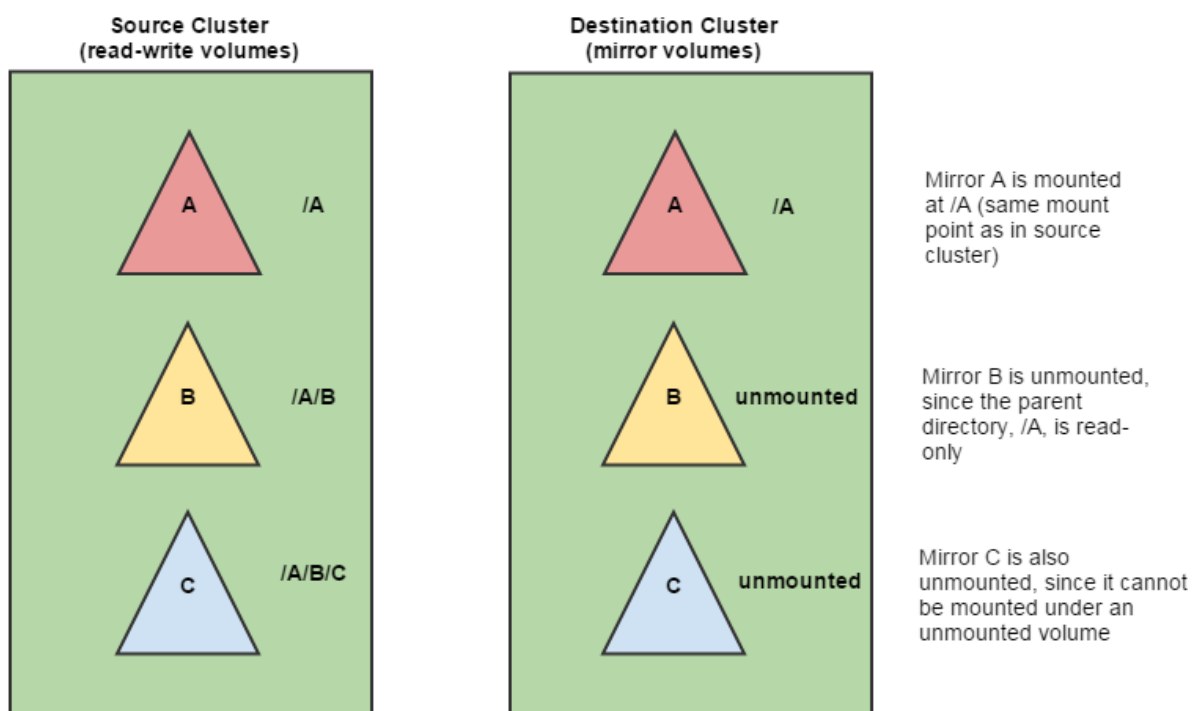 Source Cluster
(read-write volumes)
Destination Cluster
(mirror volumes)
A
/A
A
/A
Mirror A is mounted
at /A (same mount
point as in source
cluster)
B
/A/B
B
unmounted
Mirror B is unmounted,
since the parent
directory, /A, is read-
only
C
/A/B/C
C
unmounted
Mirror C is also
unmounted, since it cannot
be mounted under an
unmounted volume